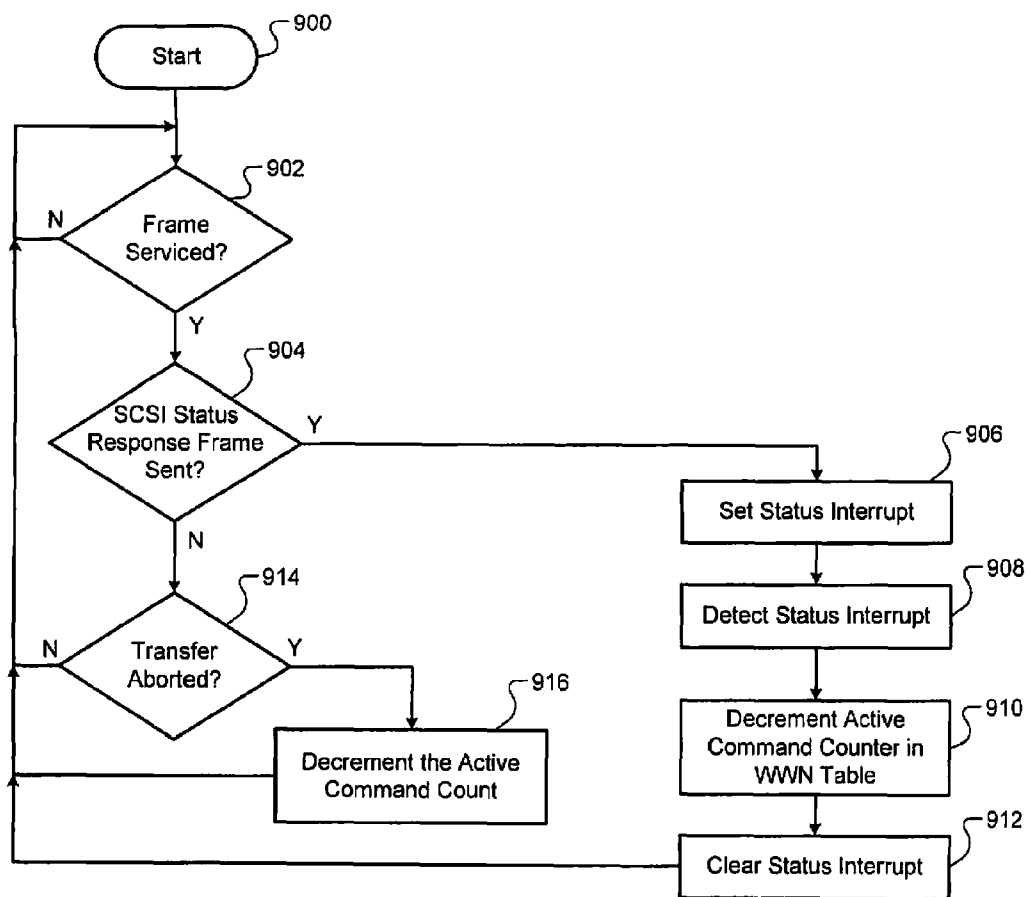 900
Start
902
N
Frame
Serviced?
Y
904
SCSI Status
Response Frame
Sent?
Y
906
Set Status Interrupt
N
908
Detect Status Interrupt
914
N
Transfer
Aborted?
Y
916
Decrement the Active
Command Count
910
Decrement Active
Command Counter in
WWN Table
912
Clear Status Interrupt